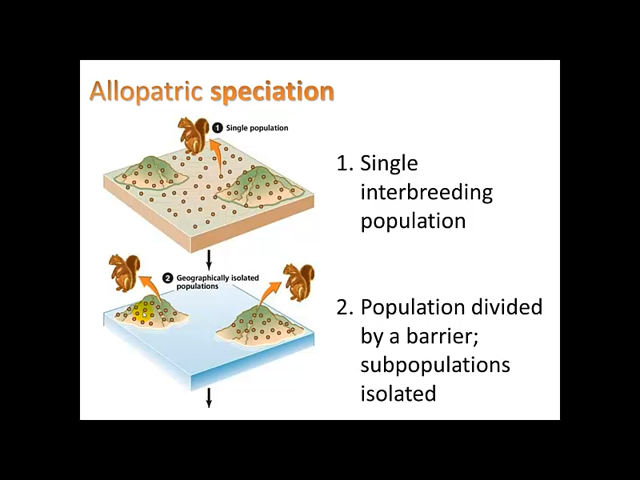 Allopatric speciation
1 Single population
1. Single
interbreeding
population
2 Geographically isolated
populations
2. Population divided
by a barrier;
subpopulations
isolated